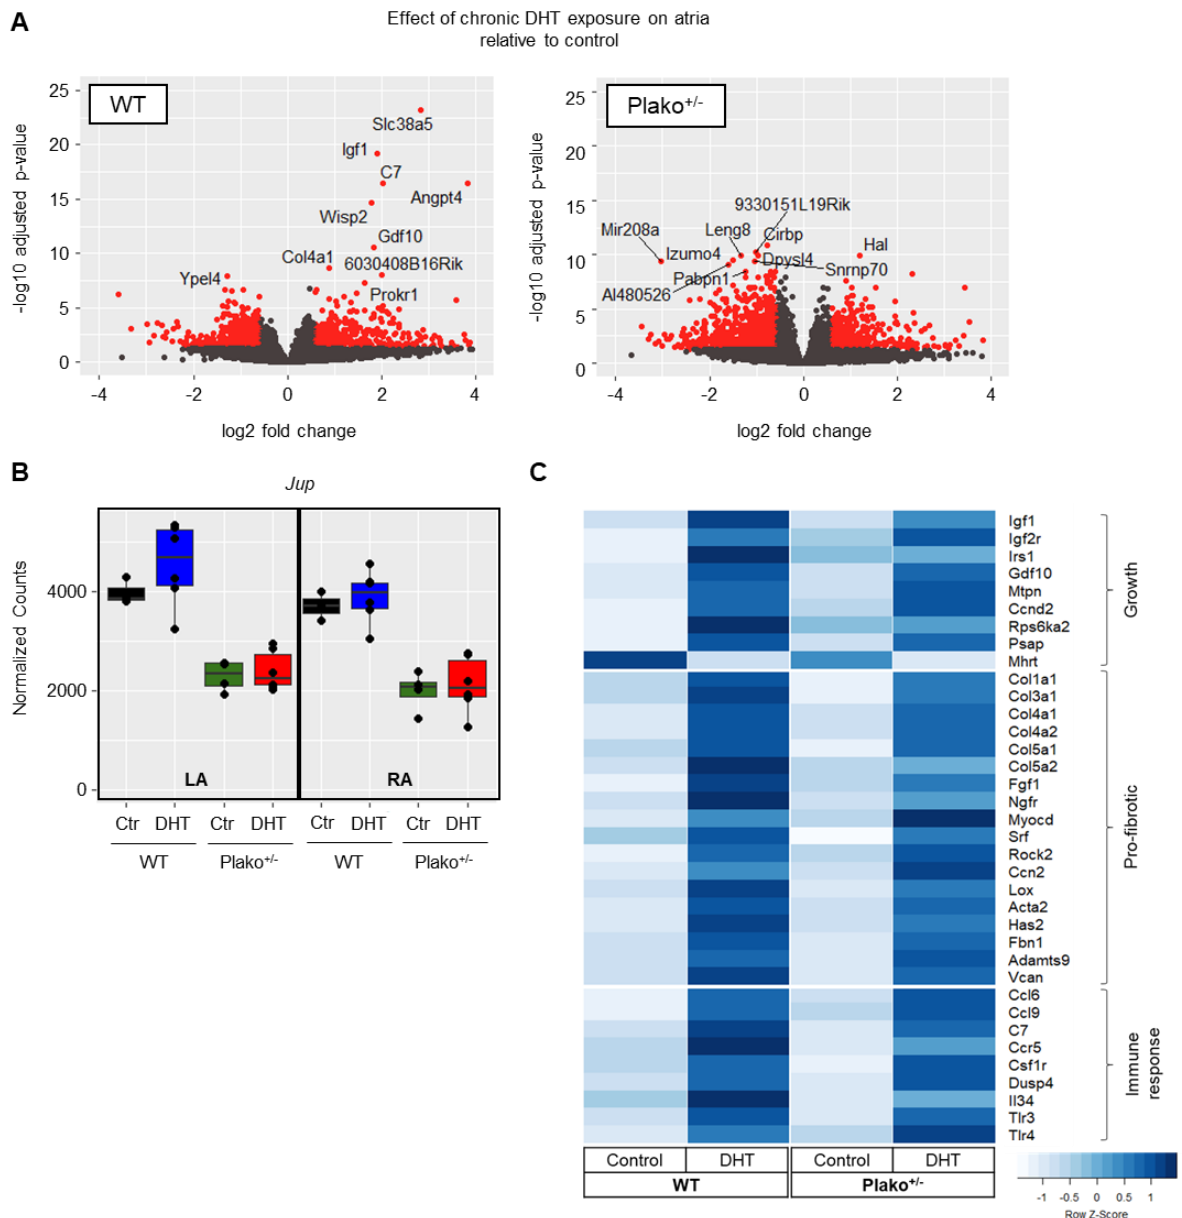 A
Effect of chronic DHT exposure on atria
relative to control
WT
-log10 adjusted p-value
25
20
15
10
5
0
Slc38a5
Igf1
C7
Angpt4
Wisp2
Gdf10
Col4a1
6030408B16Rik
Ypel4
Prokr1
-4
-2
0
2
4
log2 fold change
Plako+/-
-log10 adjusted p-value
25
20
15
10
5
0
9330151L19Rik
Mir208a
Leng8
Cirbp
Hal
Izumo4
Dpysl4
Snrnp70
Pabpn1
AI480526
-4
-2
0
2
4
log2 fold change
B
Jup
Normalized Counts
4000
2000
0
LA
RA
Ctr DHT Ctr DHT Ctr DHT Ctr DHT
WT Plako+/- WT Plako+/-
C
Igf1
Igf2r
Irs1
Gdf10
Mtpn
Ccnd2
Rps6ka2
Psap
Mhrt
Growth
Col1a1
Col3a1
Col4a1
Col4a2
Col5a1
Col5a2
Fgf1
Ngfr
Myocd
Srf
Rock2
Ccn2
Lox
Acta2
Has2
Fbn1
Adamts9
Vcan
Pro-fibrotic
Ccl6
Ccl9
C7
Ccr5
Csf1r
Dusp4
Il34
Tlr3
Tlr4
Immune
response
Control DHT Control DHT
WT Plako+/-
-1 -0.5 0 0.5 1
Row Z-Score